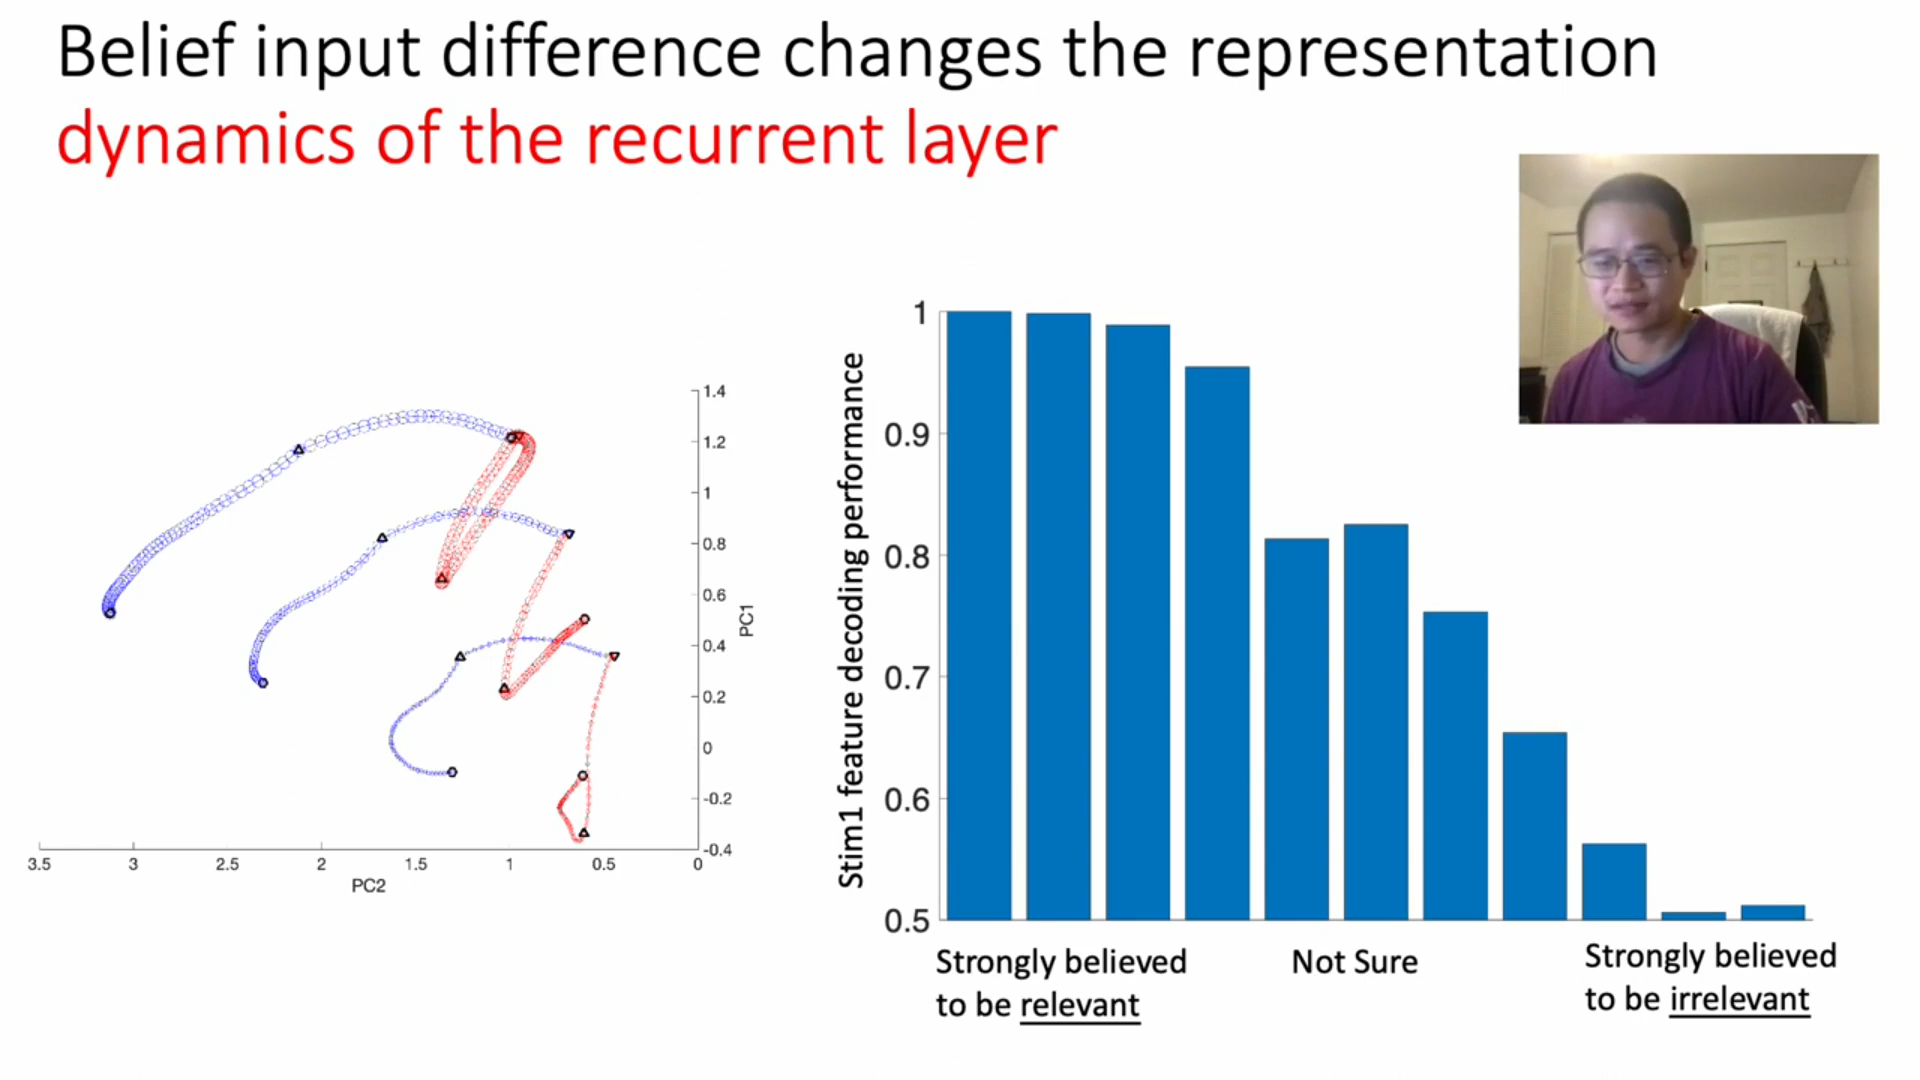 Belief input difference changes the representation
dynamics of the recurrent layer
1.4
1.2
1
0.8
0.6
0.4
0.2
0
-0.2
-0.4
PC1
3.5
3
2.5
2
1.5
1
0.5
0
PC2
Stim1 feature decoding performance
1
0.9
0.8
0.7
0.6
0.5
Strongly believed
to be relevant
Not Sure
Strongly believed
to be irrelevant